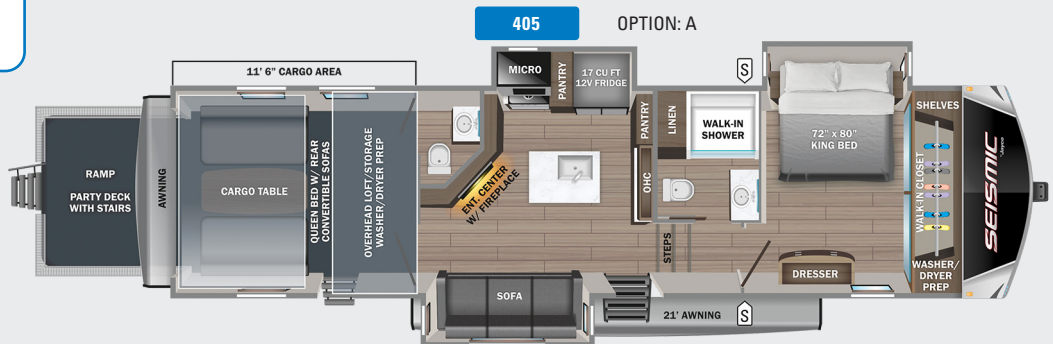 405
OPTION: A
11' 6" CARGO AREA
RAMP
PARTY DECK
WITH STAIRS
AWNING
CARGO TABLE
QUEEN BED W/ REAR
CONVERTIBLE SOFAS
OVERHEAD LOFT/STORAGE
WASHER/DRYER PREP
MICRO
PANTRY
17 CU FT
12V FRIDGE
ENT. CENTER
W/ FIREPLACE
SOFA
PANTRY
OHC
LINEN
WALK-IN
SHOWER
S
STEPS
72" x 80"
KING BED
DRESSER
21' AWNING
S
SHELVES
WALK-IN CLOSET
WASHER/
DRYER
PREP
SEISMIC
by Jayco